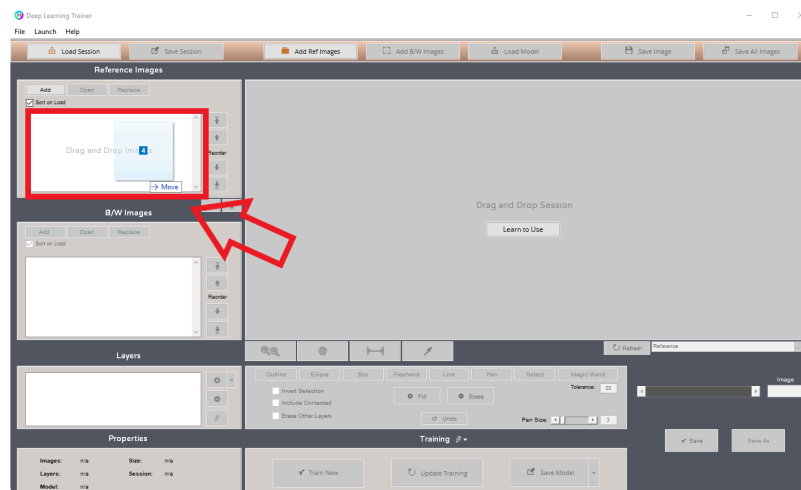 Deep Learning Trainer
File Launch Help
Load Session Save Session Add Ref Images Add B/W Images Load Model Save Image Save All Images
Reference Images
Add Open Replace
Sort on Load
Drag and Drop Images
4
Move
Reorder
B/W Images
Add Open Replace
Sort on Load
Reorder
Drag and Drop Session
Learn to Use
Refresh Reference
Layers
Outline Ellipse Box Freehand Line Pen Select Magic Wand
Invert Selection
Include Contacted
Erase Other Layers
Fill Erase
Undo
Tolerance: 20
Pen Size: 3
Image
Save Save As
Properties
Images: n/a Size: n/a
Layers: n/a Session: n/a
Model: n/a
Training
Train New Update Training Save Model